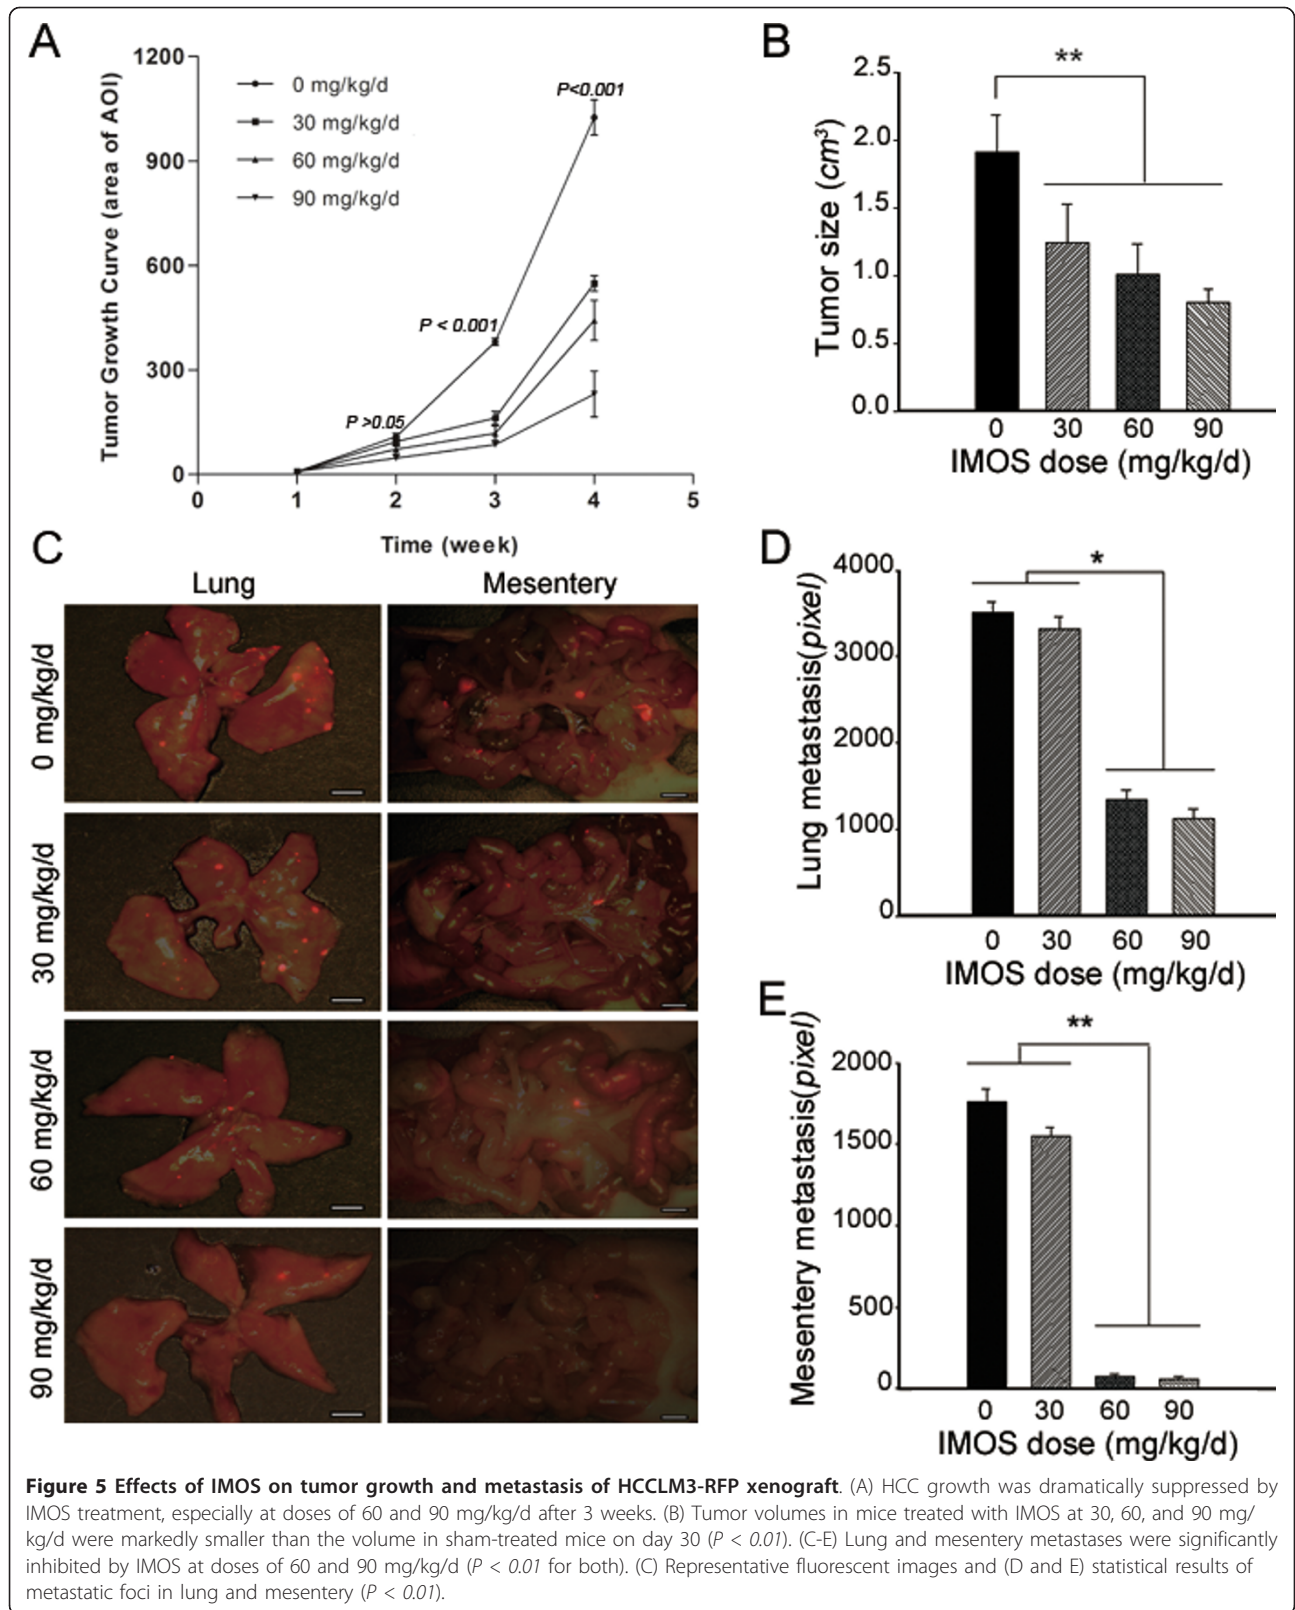 A
Tumor Growth Curve (area of AOI)
1200
900
600
300
0
0 mg/kg/d
30 mg/kg/d
60 mg/kg/d
90 mg/kg/d
P >0.05
P < 0.001
P<0.001
0 1 2 3 4 5
Time (week)
B
Tumor size (cm³)
2.5
2.0
1.5
1.0
0.5
0.0
**
0 30 60 90
IMOS dose (mg/kg/d)
C
Lung Mesentery
0 mg/kg/d
30 mg/kg/d
60 mg/kg/d
90 mg/kg/d
D
Lung metastasis(pixel)
4000
3000
2000
1000
0
*
0 30 60 90
IMOS dose (mg/kg/d)
E
Mesentery metastasis(pixel)
2000
1500
1000
500
0
**
0 30 60 90
IMOS dose (mg/kg/d)
Figure 5 Effects of IMOS on tumor growth and metastasis of HCCLM3-RFP xenograft. (A) HCC growth was dramatically suppressed by
IMOS treatment, especially at doses of 60 and 90 mg/kg/d after 3 weeks. (B) Tumor volumes in mice treated with IMOS at 30, 60, and 90 mg/
kg/d were markedly smaller than the volume in sham-treated mice on day 30 (P < 0.01). (C-E) Lung and mesentery metastases were significantly
inhibited by IMOS at doses of 60 and 90 mg/kg/d (P < 0.01 for both). (C) Representative fluorescent images and (D and E) statistical results of
metastatic foci in lung and mesentery (P < 0.01).